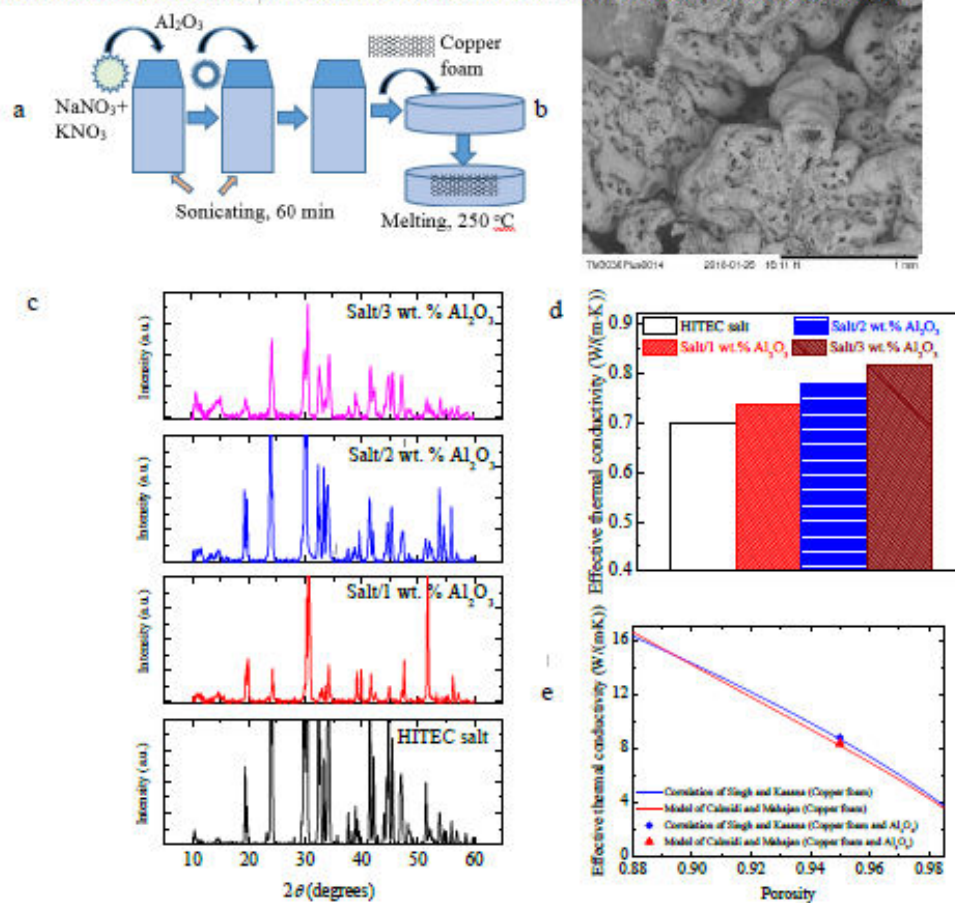 Al₂O₃
Copper
foam
a
b
NaNO₃+
KNO₃
Sonicating, 60 min
Melting, 250 °C
1 mm
c
Salt/3 wt. % Al₂O₃
Intensity (a.u.)
Salt/2 wt. % Al₂O₃
Intensity (a.u.)
Salt/1 wt. % Al₂O₃
Intensity (a.u.)
HITEC salt
Intensity (a.u.)
10 20 30 40 50 60
2θ (degrees)
d
Effective thermal conductivity (W/(m·K))
0.9
0.8
0.7
0.6
0.5
0.4
HITEC salt
Salt/2 wt. % Al₂O₃
Salt/1 wt.% Al₂O₃
Salt/3 wt. % Al₂O₃
e
Effective thermal conductivity (W/(mK))
16
12
8
4
0
Correlation of Singh and Kasana (Copper foam)
Model of Calmidi and Mahajan (Copper foam)
Correlation of Singh and Kasana (Copper foam and Al₂O₃)
Model of Calmidi and Mahajan (Copper foam and Al₂O₃)
0.88 0.90 0.92 0.94 0.96 0.98
Porosity